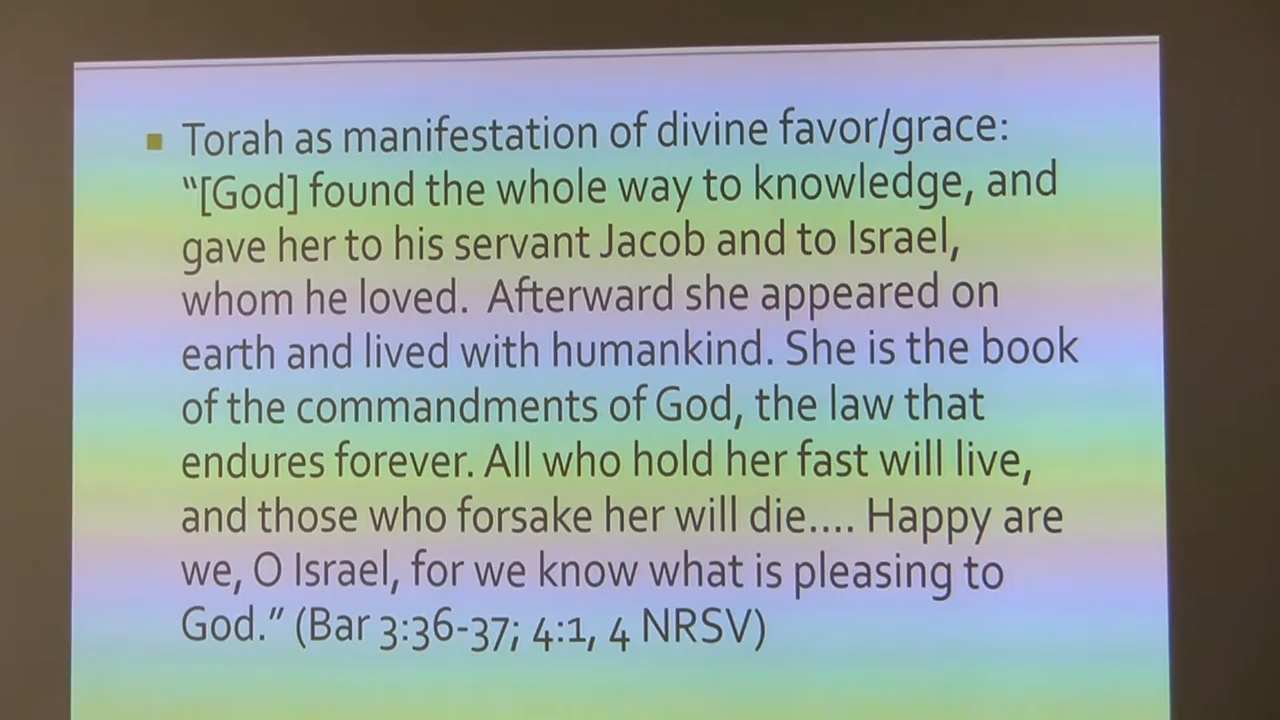 Torah as manifestation of divine favor/grace:
“[God] found the whole way to knowledge, and
gave her to his servant Jacob and to Israel,
whom he loved.  Afterward she appeared on
earth and lived with humankind. She is the book
of the commandments of God, the law that
endures forever. All who hold her fast will live,
and those who forsake her will die.... Happy are
we, O Israel, for we know what is pleasing to
God.” (Bar 3:36-37; 4:1, 4 NRSV)